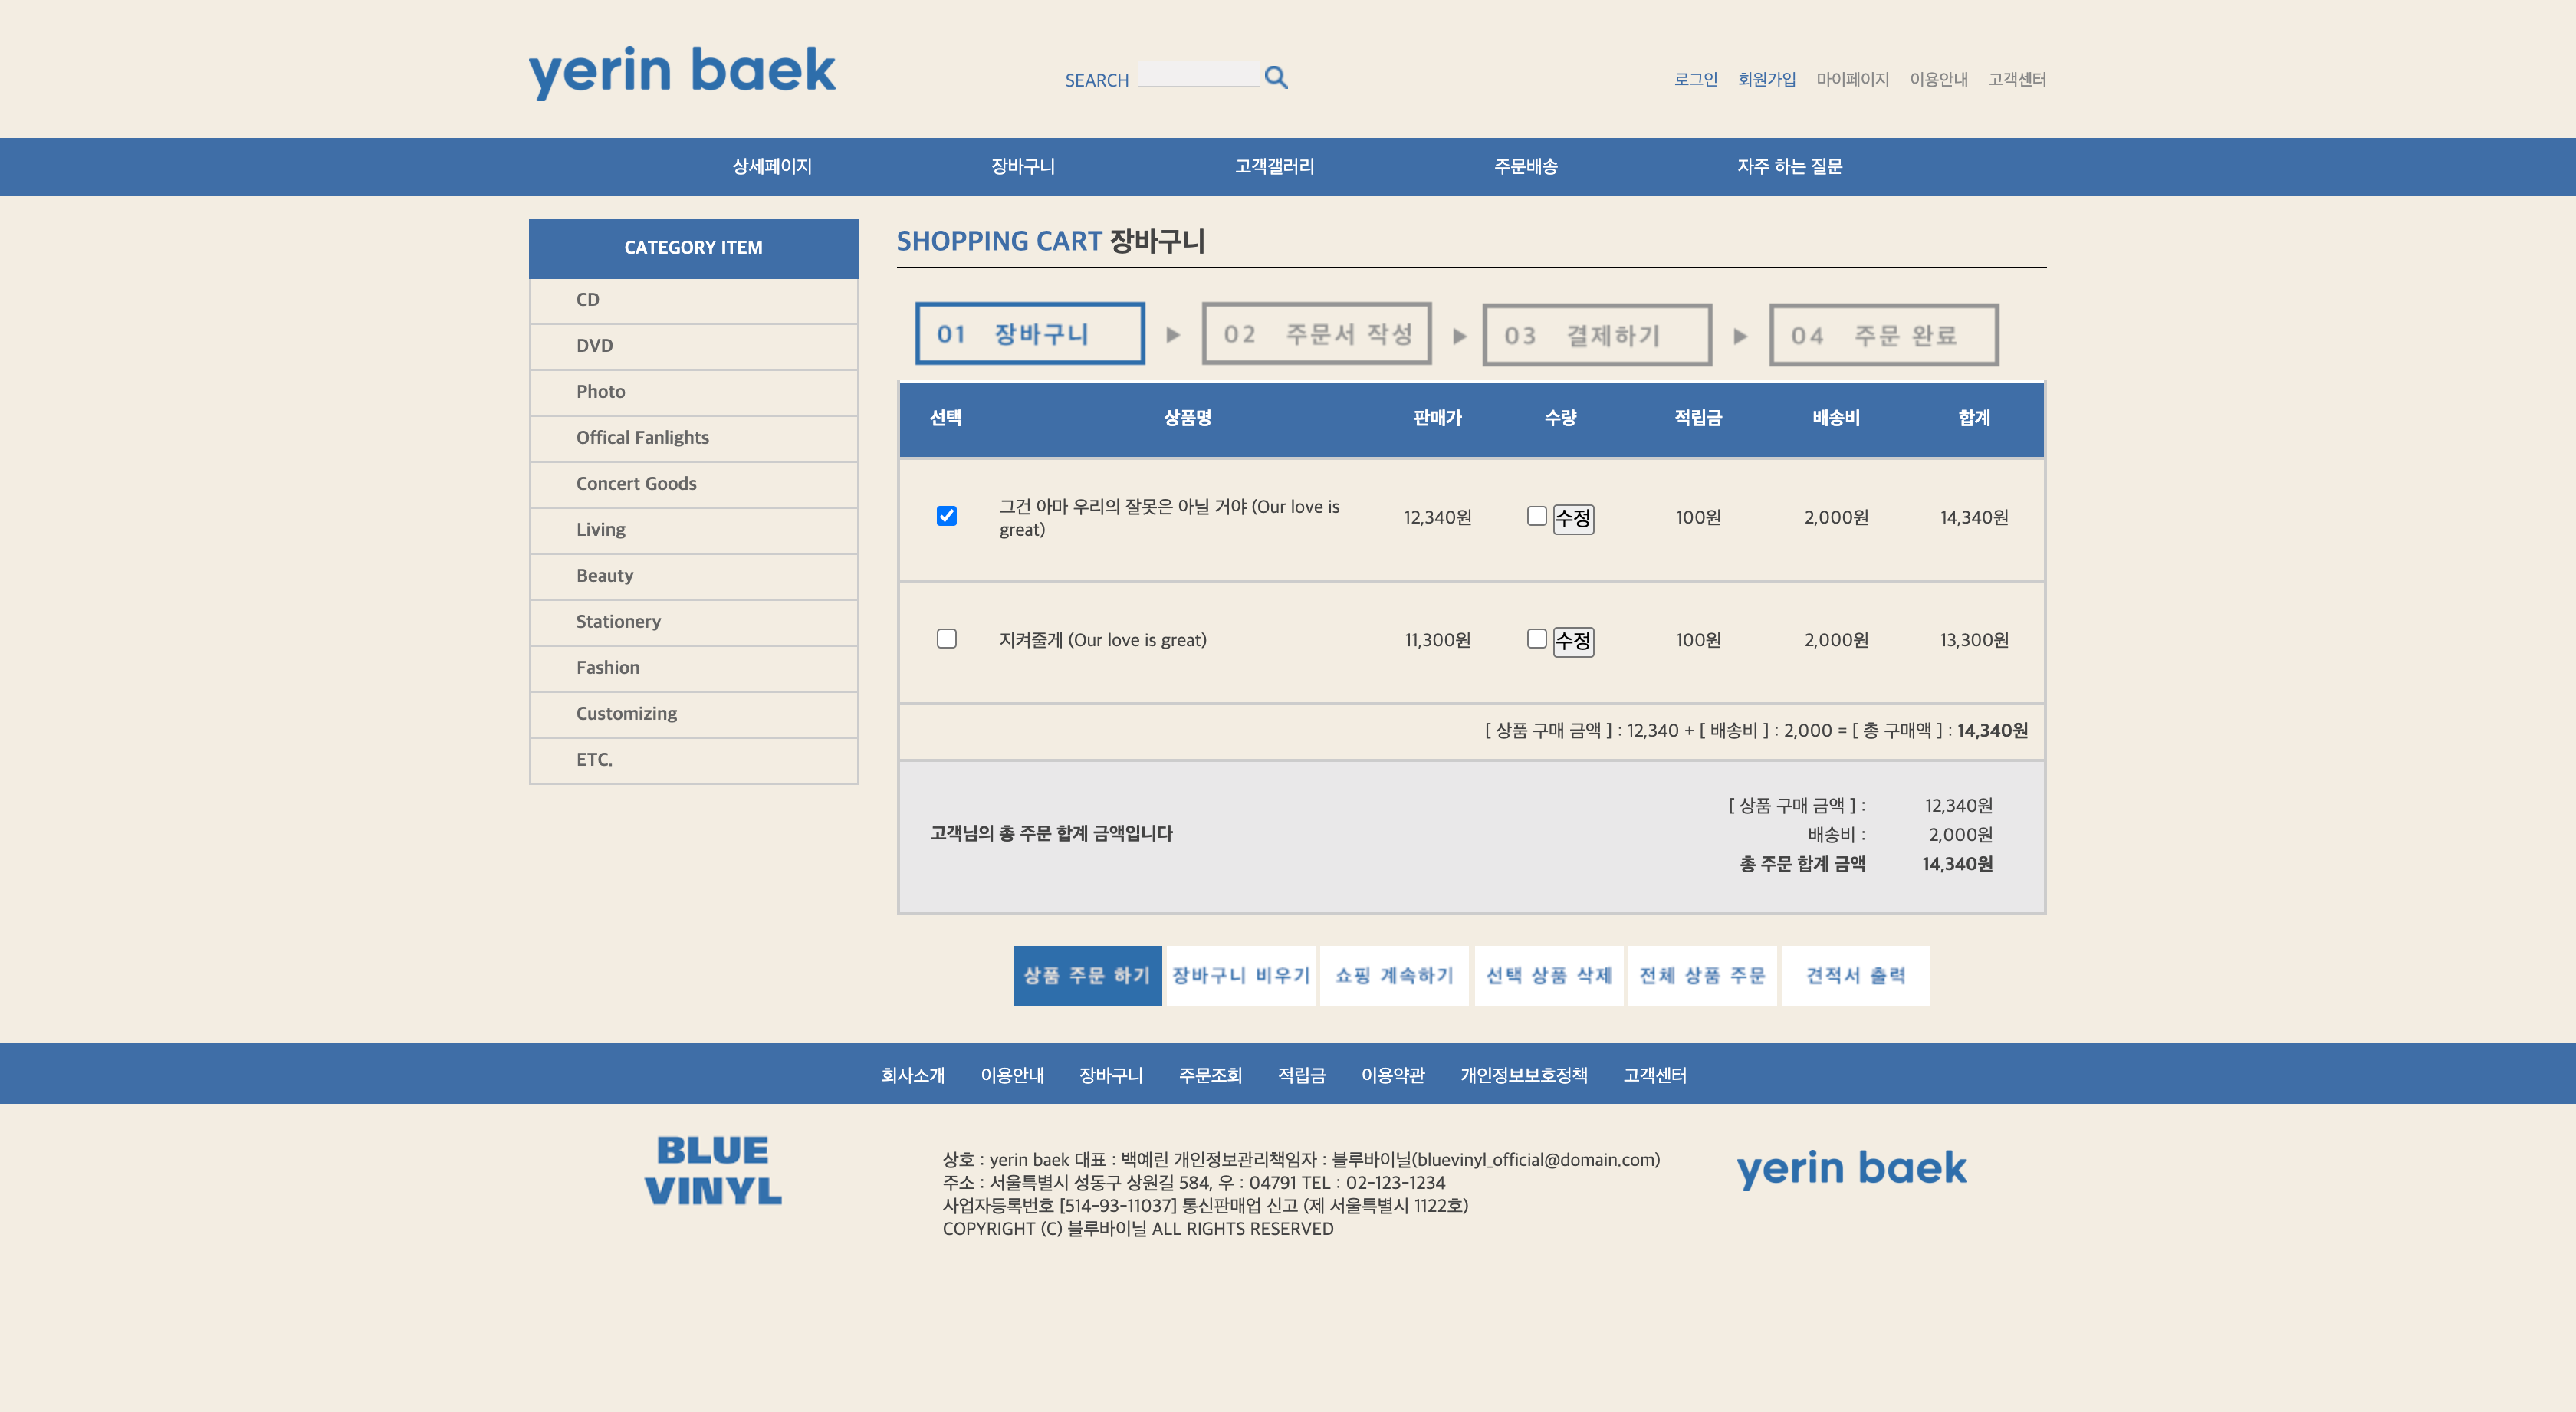 yerin baek
SEARCH
로그인 회원가입 마이페이지 이용안내 고객센터
상세페이지 장바구니 고객갤러리 주문배송 자주 하는 질문
CATEGORY ITEM
CD
DVD
Photo
Offical Fanlights
Concert Goods
Living
Beauty
Stationery
Fashion
Customizing
ETC.
SHOPPING CART 장바구니
01 장바구니 ▶ 02 주문서 작성 ▶ 03 결제하기 ▶ 04 주문 완료
선택 상품명 판매가 수량 적립금 배송비 합계
그건 아마 우리의 잘못은 아닐 거야 (Our love is
great)
12,340원 수정 100원 2,000원 14,340원
지켜줄게 (Our love is great) 11,300원 수정 100원 2,000원 13,300원
[ 상품 구매 금액 ] : 12,340 + [ 배송비 ] : 2,000 = [ 총 구매액 ] : 14,340원
고객님의 총 주문 합계 금액입니다
[ 상품 구매 금액 ] : 12,340원
배송비 : 2,000원
총 주문 합계 금액 14,340원
상품 주문 하기 장바구니 비우기 쇼핑 계속하기 선택 상품 삭제 전체 상품 주문 견적서 출력
회사소개 이용안내 장바구니 주문조회 적립금 이용약관 개인정보보호정책 고객센터
BLUE
VINYL
상호 : yerin baek 대표 : 백예린 개인정보관리책임자 : 블루바이닐(bluevinyl_official@domain.com)
주소 : 서울특별시 성동구 상원길 584, 우 : 04791 TEL : 02-123-1234
사업자등록번호 [514-93-11037] 통신판매업 신고 (제 서울특별시 1122호)
COPYRIGHT (C) 블루바이닐 ALL RIGHTS RESERVED
yerin baek